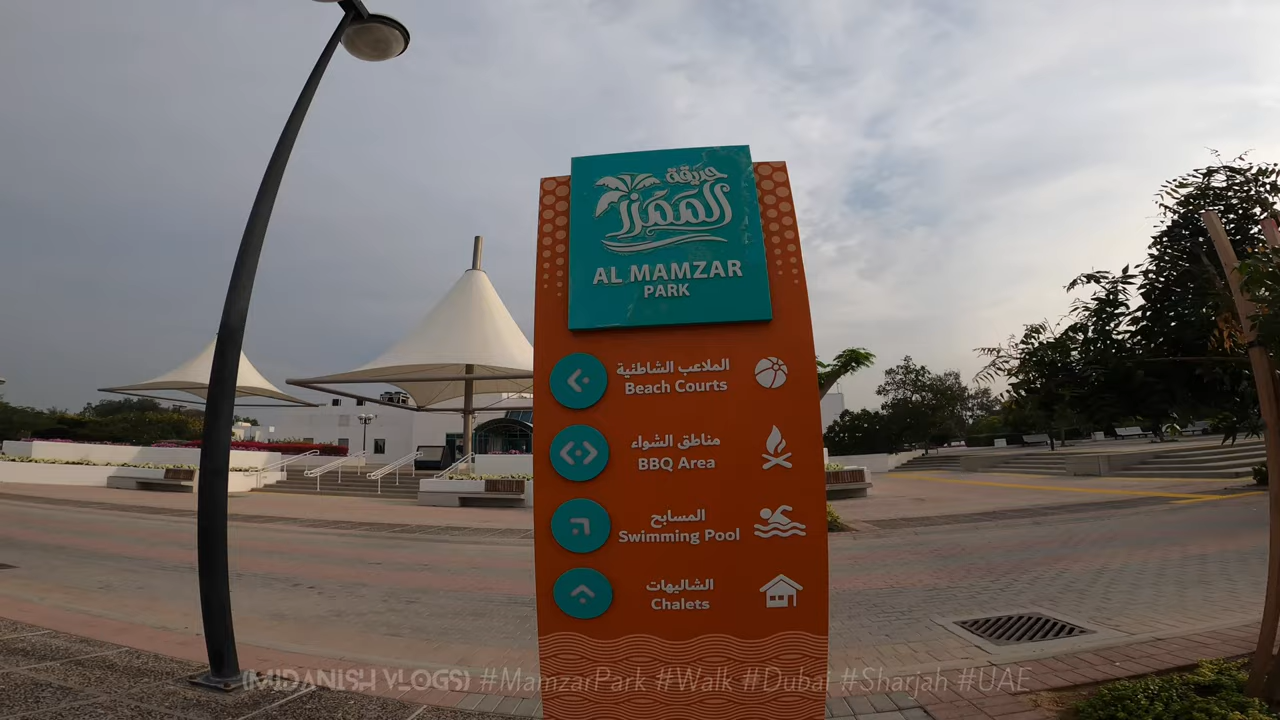 حديقة
الممزر
AL MAMZAR
PARK
الملاعب الشاطئية
Beach Courts
مناطق الشواء
BBQ Area
المسابح
Swimming Pool
الشاليهات
Chalets
(MIDANISH VLOGS) #MamzarPark #Walk #Dubai #Sharjah #UAE